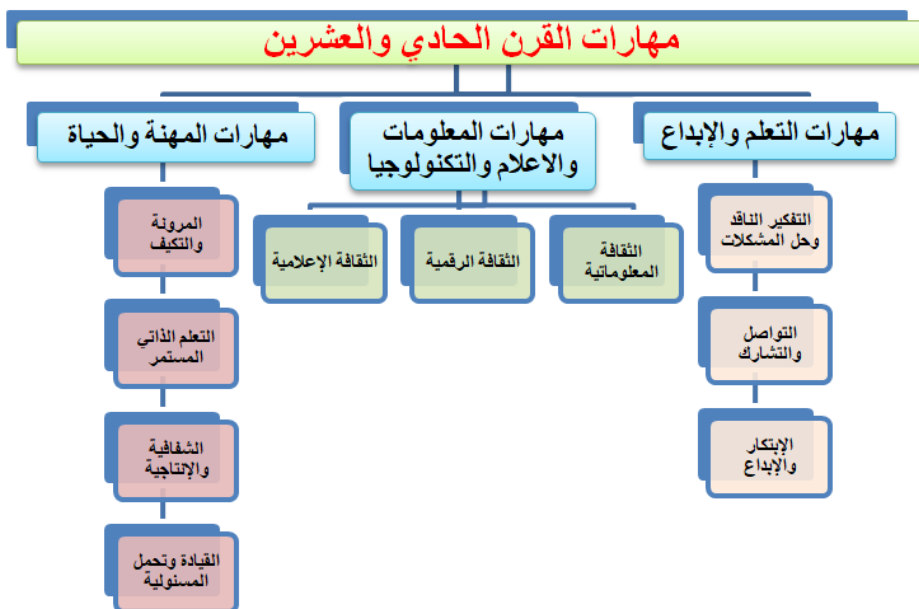 مهارات القرن الحادي والعشرين
مهارات التعلم والإبداع
مهارات المعلومات
والاعلام والتكنولوجيا
مهارات المهنة والحياة
التفكير الناقد
وحل المشكلات
التواصل
والتشارك
الإبتكار
والإبداع
الثقافة
المعلوماتية
الثقافة الرقمية
الثقافة الإعلامية
المرونة
والتكيف
التعلم الذاتي
المستمر
الشفافية
والإنتاجية
القيادة وتحمل
المسئولية